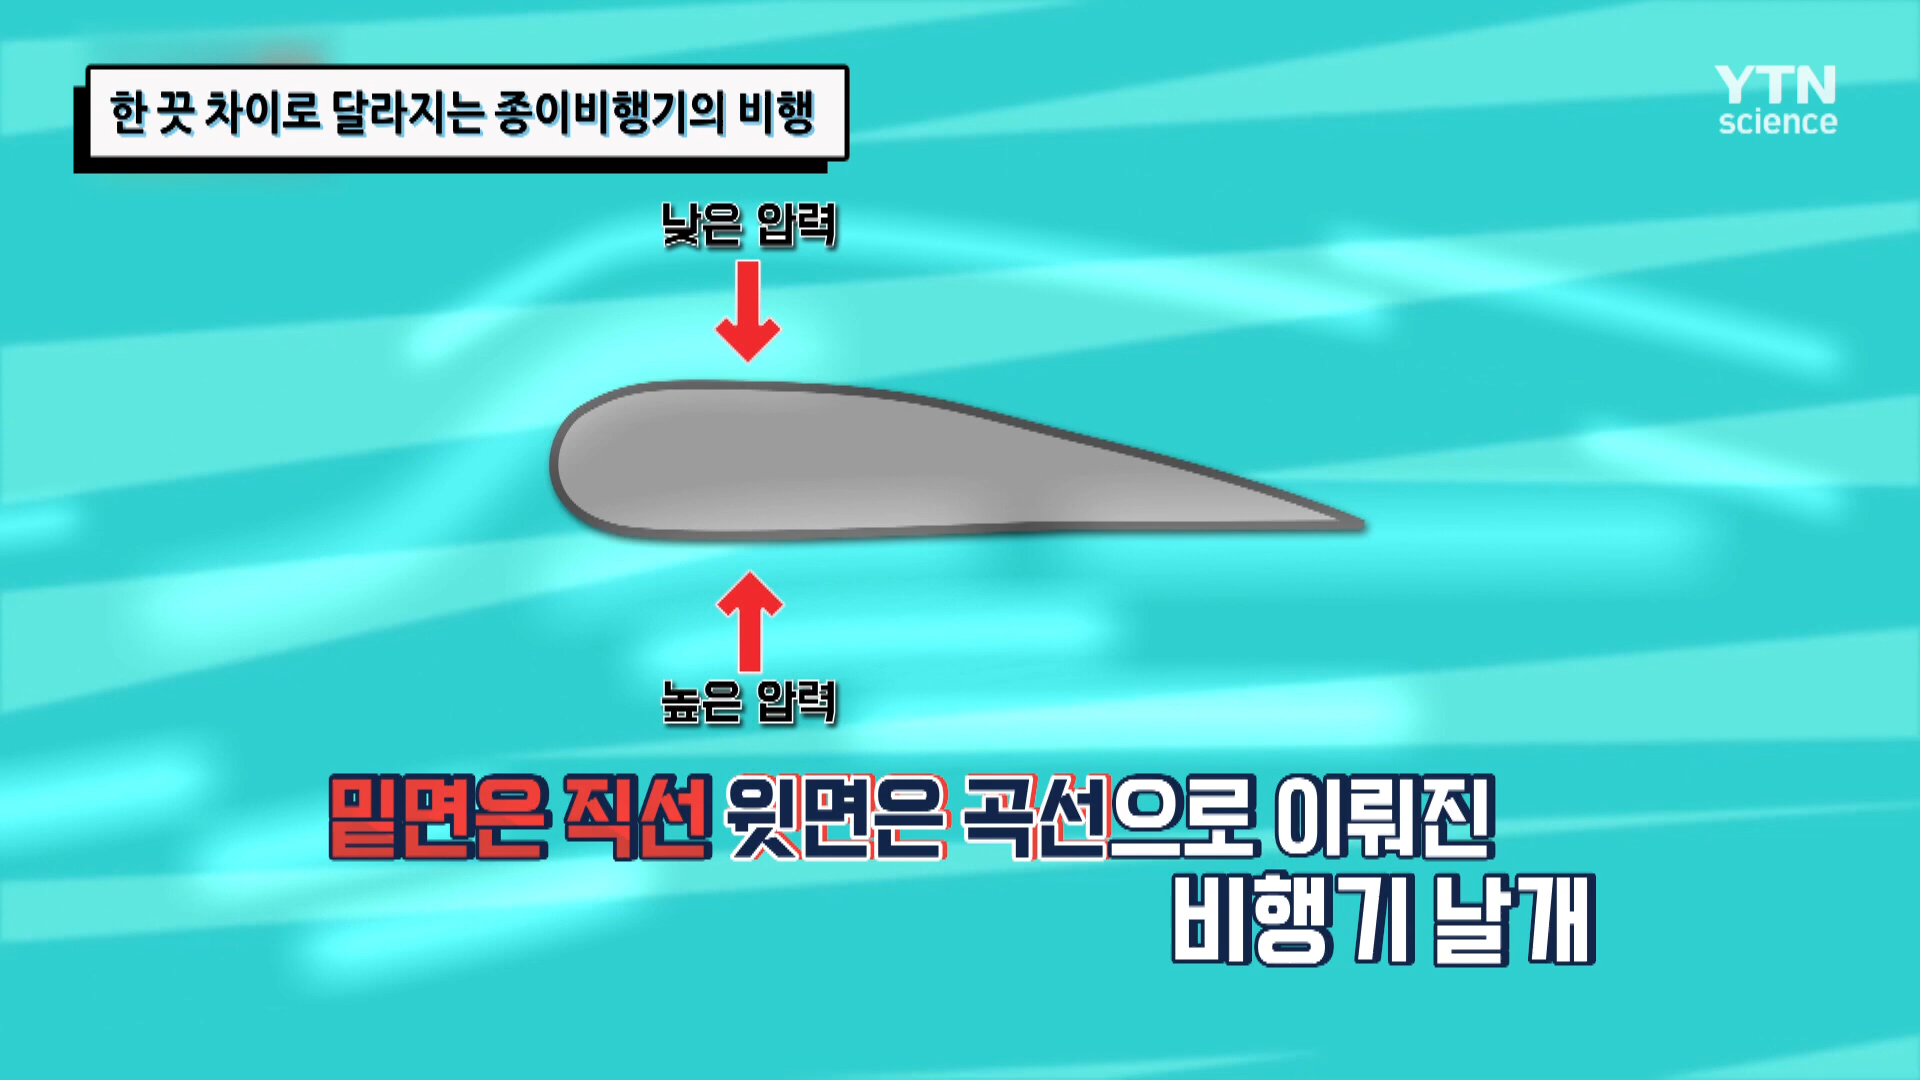 한 끗 차이로 달라지는 종이비행기의 비행
YTN
science
낮은 압력
높은 압력
밑면은 직선 윗면은 곡선으로 이뤄진
비행기 날개